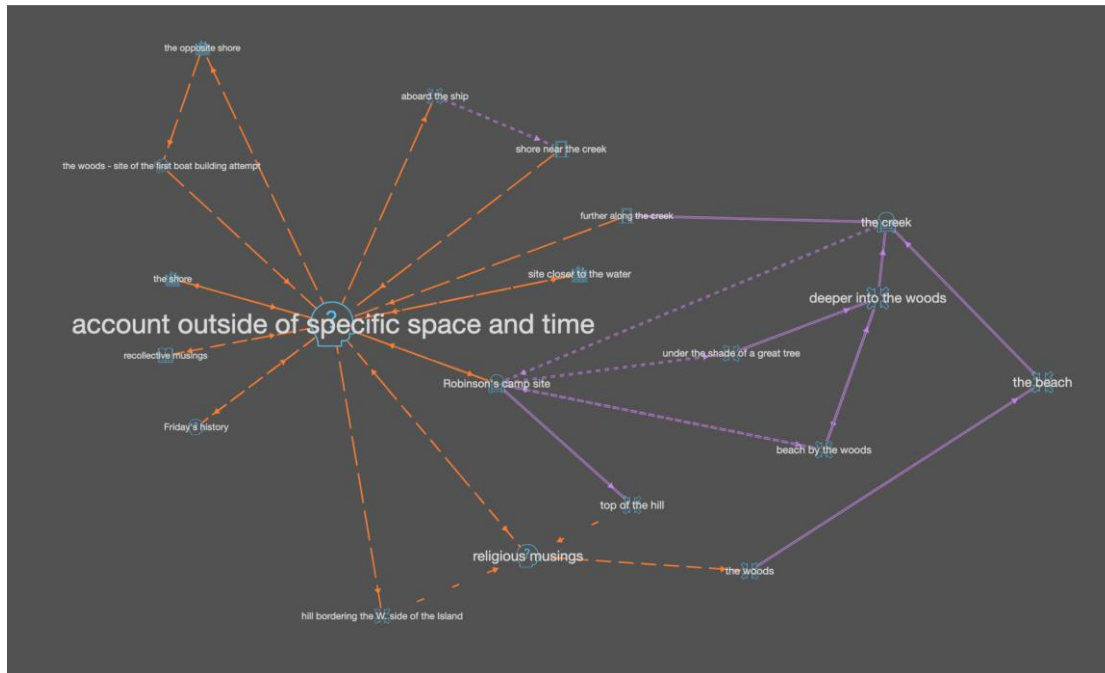 the opposite shore
aboard the ship
shore near the creek
the woods - site of the first boat building attempt
further along the creek
the creek
the shore
site closer to the water
deeper into the woods
account outside of specific space and time
?
recollective musings
under the shade of a great tree
Robinson's camp site
the beach
Friday's history
beach by the woods
top of the hill
religious musings
?
the woods
hill bordering the W. side of the Island